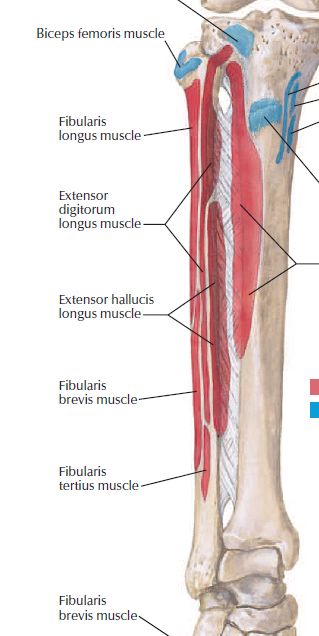 Biceps femoris muscle
Fibularis
longus muscle
Extensor
digitorum
longus muscle
Extensor hallucis
longus muscle
Fibularis
brevis muscle
Fibularis
tertius muscle
Fibularis
brevis muscle